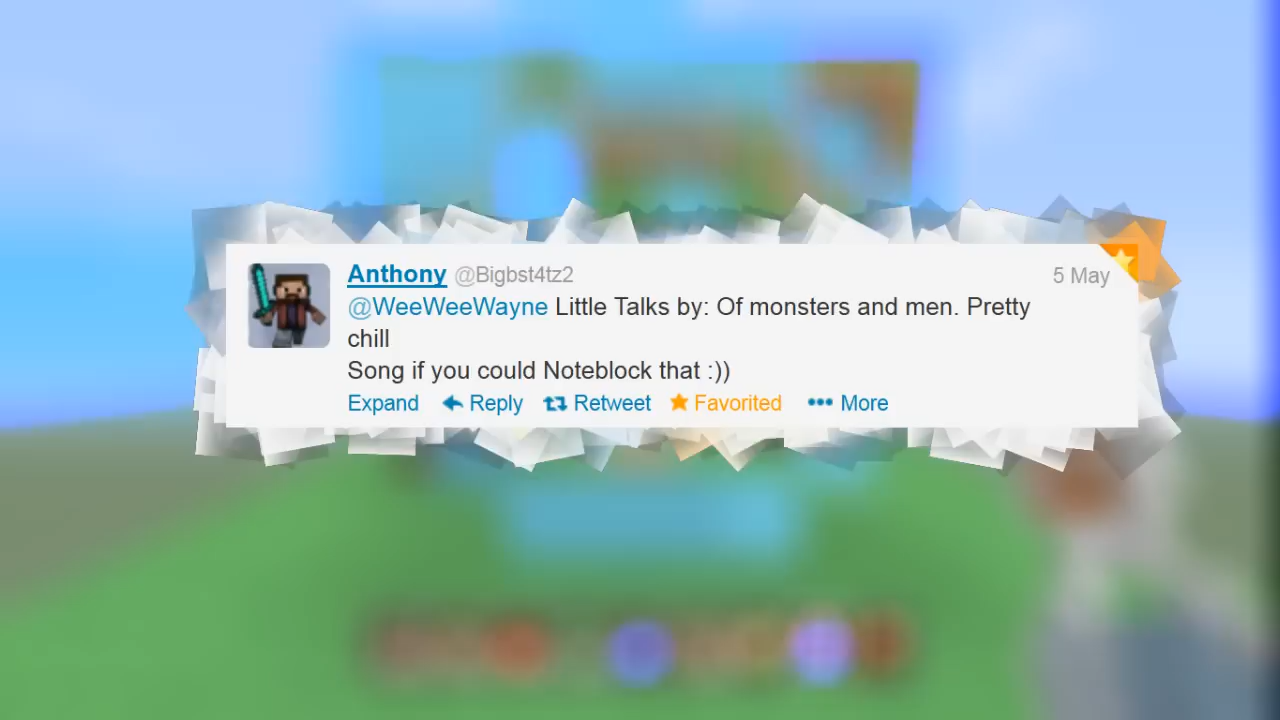 Anthony @Bigbst4tz2 5 May
@WeeWeeWayne Little Talks by: Of monsters and men. Pretty
chill
Song if you could Noteblock that :))
Expand Reply Retweet Favorited More